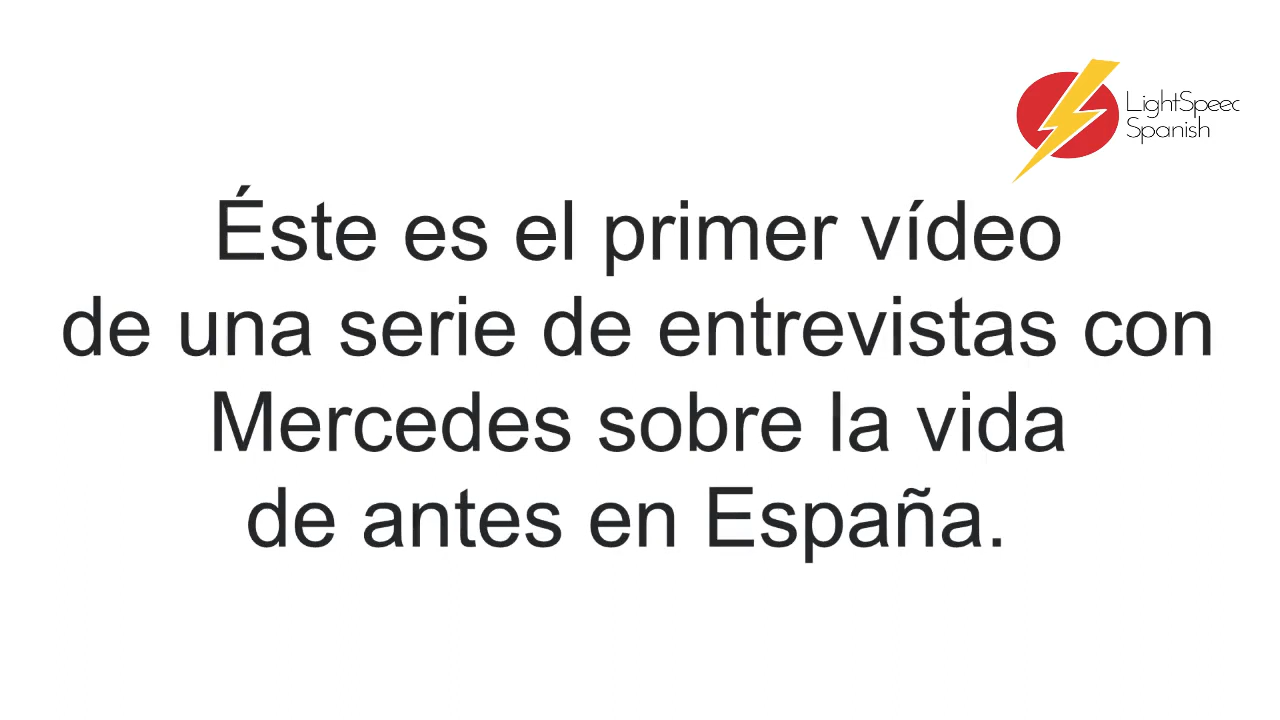 LightSpeed
Spanish
Éste es el primer vídeo
de una serie de entrevistas con
Mercedes sobre la vida
de antes en España.